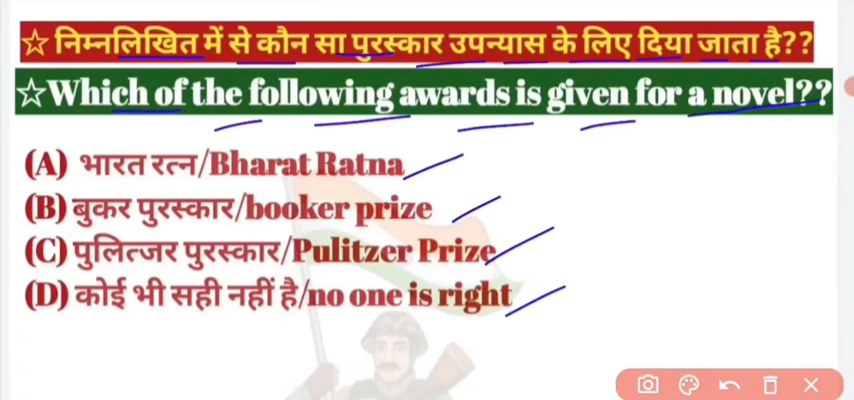 ☆ निम्नलिखित में से कौन सा पुरस्कार उपन्यास के लिए दिया जाता है??
☆Which of the following awards is given for a novel??
(A) भारत रत्न/Bharat Ratna
(B) बुकर पुरस्कार/booker prize
(C) पुलित्जर पुरस्कार/Pulitzer Prize
(D) कोई भी सही नहीं है/no one is right